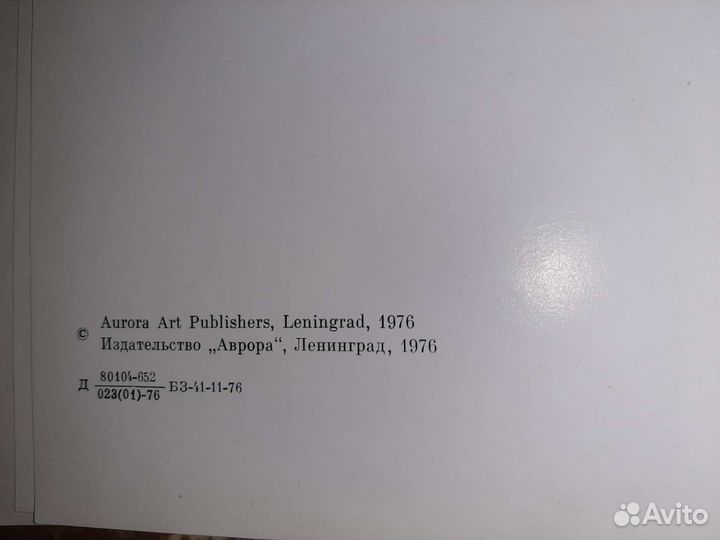 © Aurora Art Publishers, Leningrad, 1976
Издательство „Аврора“, Ленинград, 1976
Д 80104-652 БЗ-41-11-76
023(01)-76
Avito